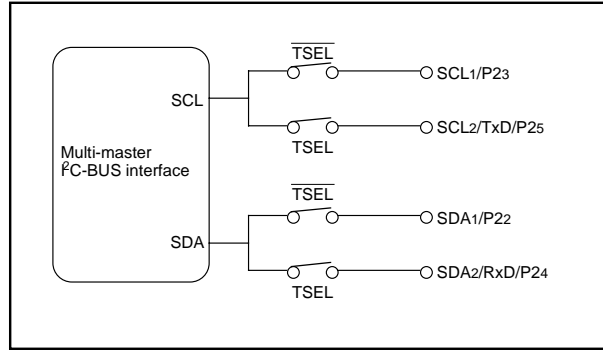 TSEL
SCL1/P23
SCL
SCL2/TxD/P25
TSEL
Multi-master
I²C-BUS interface
TSEL
SDA1/P22
SDA
SDA2/RxD/P24
TSEL